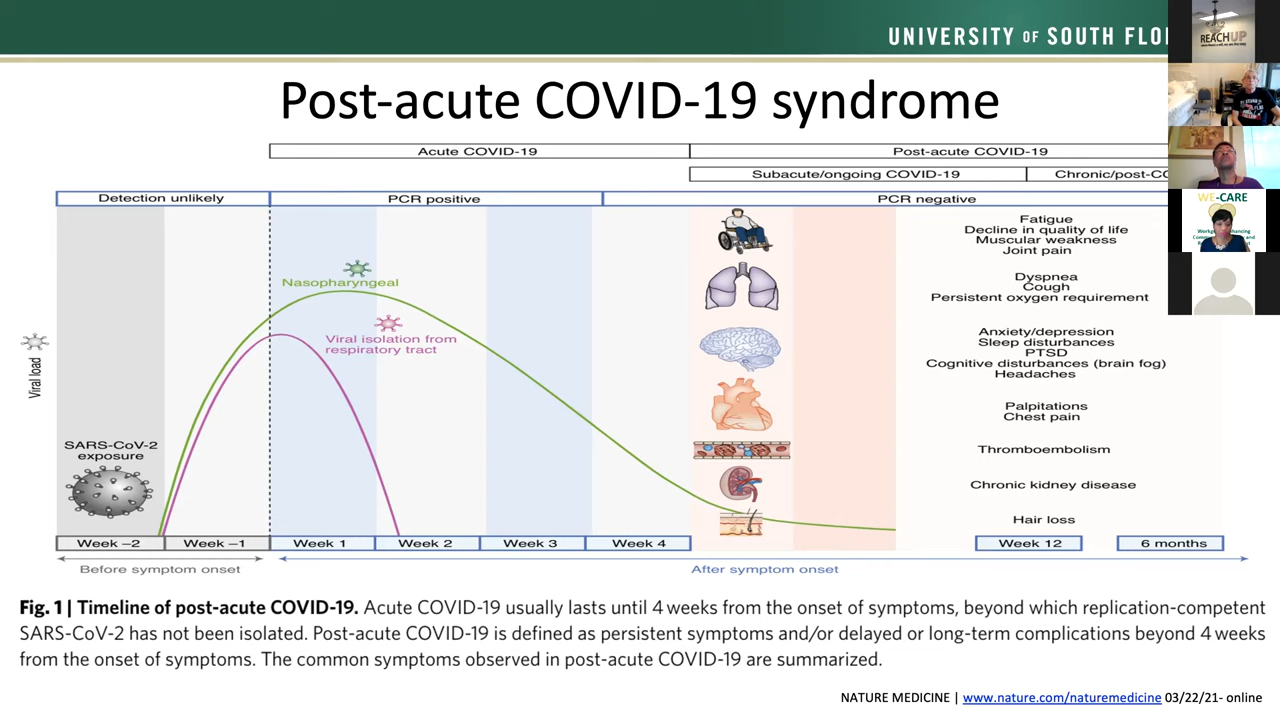 UNIVERSITY OF SOUTH FLO
REACHUP
Post-acute COVID-19 syndrome
Acute COVID-19
Post-acute COVID-19
Subacute/ongoing COVID-19
Chronic/post-CO
Detection unlikely
PCR positive
PCR negative
WE-CARE
Nasopharyngeal
Viral isolation from
respiratory tract
Viral load
SARS-CoV-2
exposure
Fatigue
Decline in quality of life
Muscular weakness
Joint pain
Dyspnea
Cough
Persistent oxygen requirement
Anxiety/depression
Sleep disturbances
PTSD
Cognitive disturbances (brain fog)
Headaches
Palpitations
Chest pain
Thromboembolism
Chronic kidney disease
Hair loss
Week –2
Week –1
Week 1
Week 2
Week 3
Week 4
Week 12
6 months
Before symptom onset
After symptom onset
Fig. 1 | Timeline of post-acute COVID-19. Acute COVID-19 usually lasts until 4 weeks from the onset of symptoms, beyond which replication-competent
SARS-CoV-2 has not been isolated. Post-acute COVID-19 is defined as persistent symptoms and/or delayed or long-term complications beyond 4 weeks
from the onset of symptoms. The common symptoms observed in post-acute COVID-19 are summarized.
NATURE MEDICINE | www.nature.com/naturemedicine 03/22/21- online